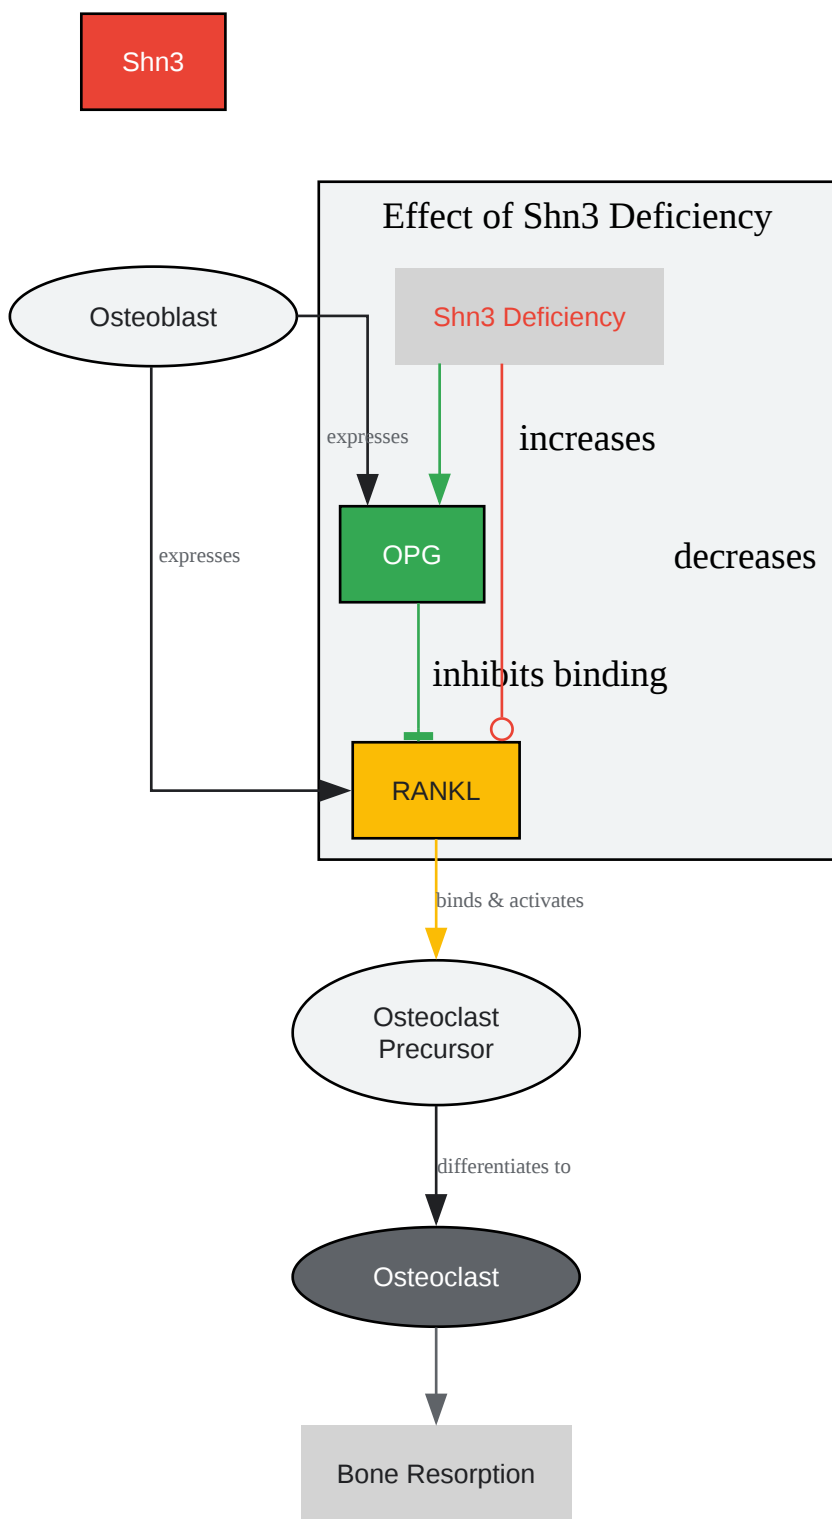 Shn3
Effect of Shn3 Deficiency
Osteoblast
Shn3 Deficiency
expresses
increases
expresses
OPG
decreases
inhibits binding
RANKL
binds & activates
Osteoclast
Precursor
differentiates to
Osteoclast
Bone Resorption